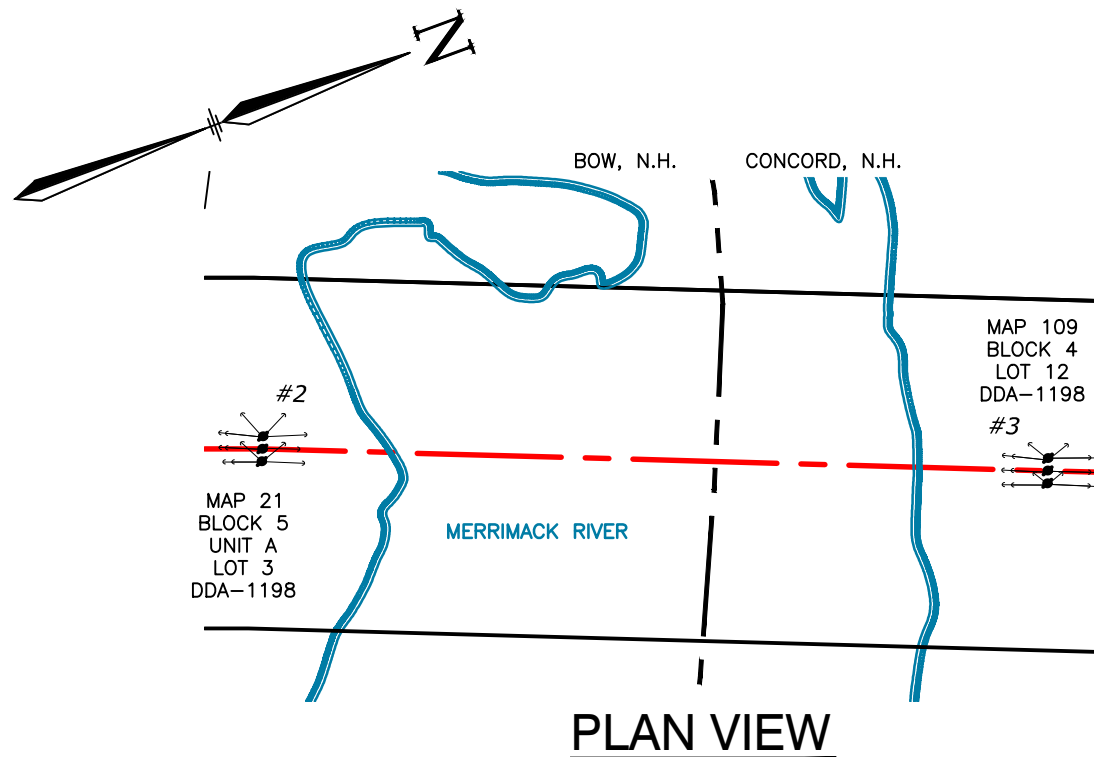 N
BOW, N.H.
CONCORD, N.H.
MAP 109
BLOCK 4
LOT 12
DDA-1198
#2
#3
MAP 21
BLOCK 5
UNIT A
LOT 3
DDA-1198
MERRIMACK RIVER
PLAN VIEW